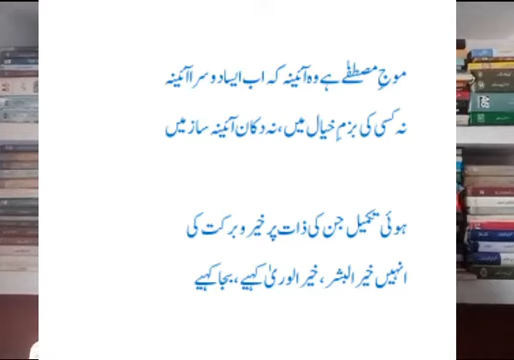 موجِ مصطفٰے ہے وہ آئینہ کہ اب ایسا دوسرا آئینہ
نہ کسی کی بزمِ خیال میں، نہ دکان آئینہ ساز میں
ہوئی تکمیل جن کی ذات پر خیر و برکت کی
انہیں خیر البشر، خیر الوریٰ کہیے، بجا کہیے